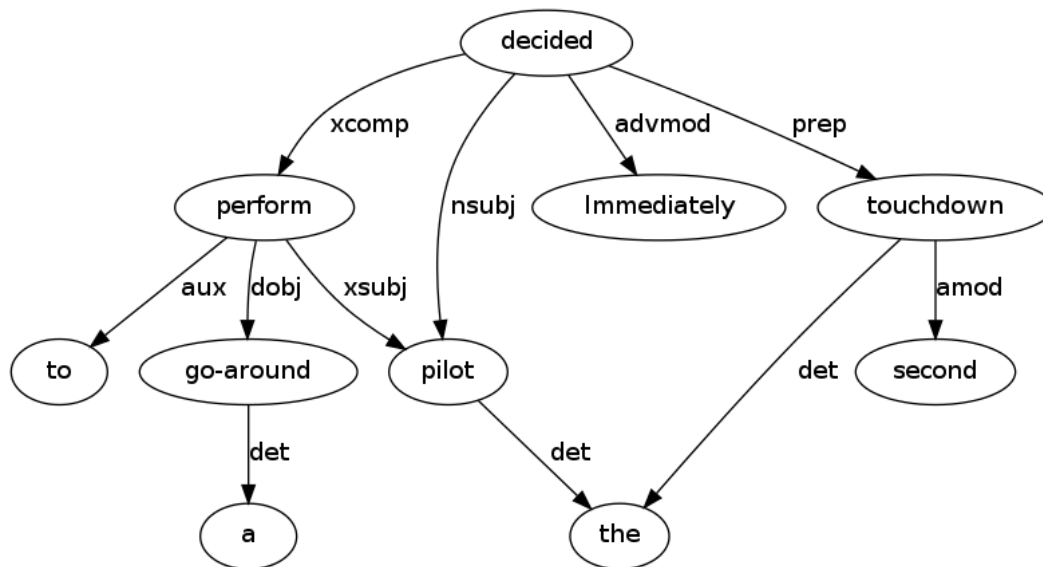 decided
xcomp
advmod
prep
perform
nsubj
Immediately
touchdown
aux
dobj
xsubj
amod
to
go-around
pilot
det
second
det
det
a
the